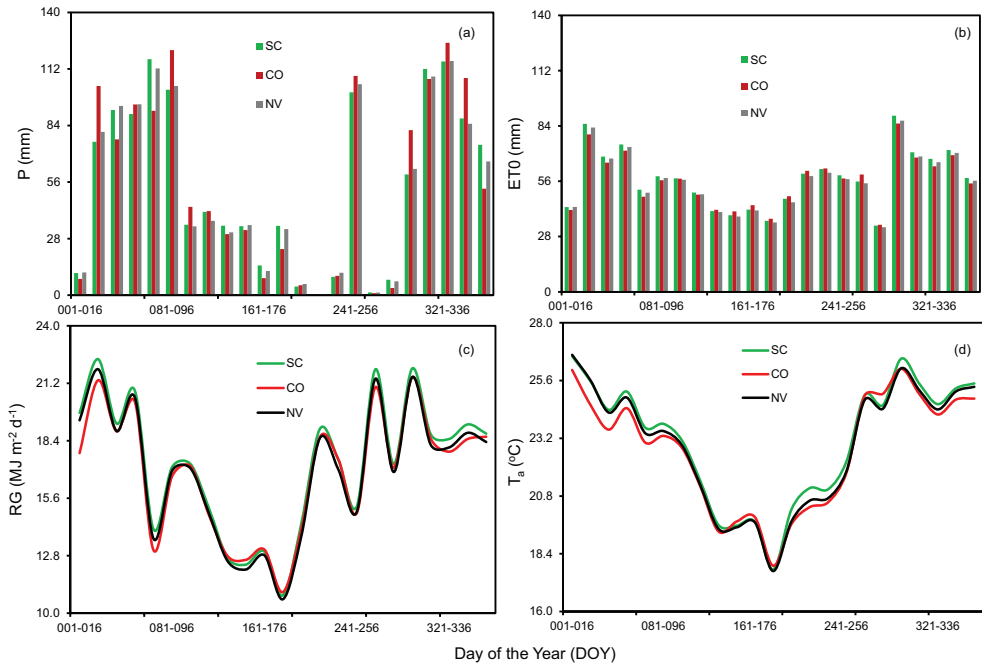 140
112
84
56
28
0
P (mm)
(a)
SC
CO
NV
001-016
081-096
161-176
241-256
321-336
140
112
84
56
28
0
ET0 (mm)
(b)
SC
CO
NV
001-016
081-096
161-176
241-256
321-336
24.0
21.2
18.4
15.6
12.8
10.0
RG (MJ m⁻² d⁻¹)
(c)
SC
CO
NV
001-016
081-096
161-176
241-256
321-336
28.0
25.6
23.2
20.8
18.4
16.0
Tₐ (ºC)
(d)
SC
CO
NV
001-016
081-096
161-176
241-256
321-336
Day of the Year (DOY)